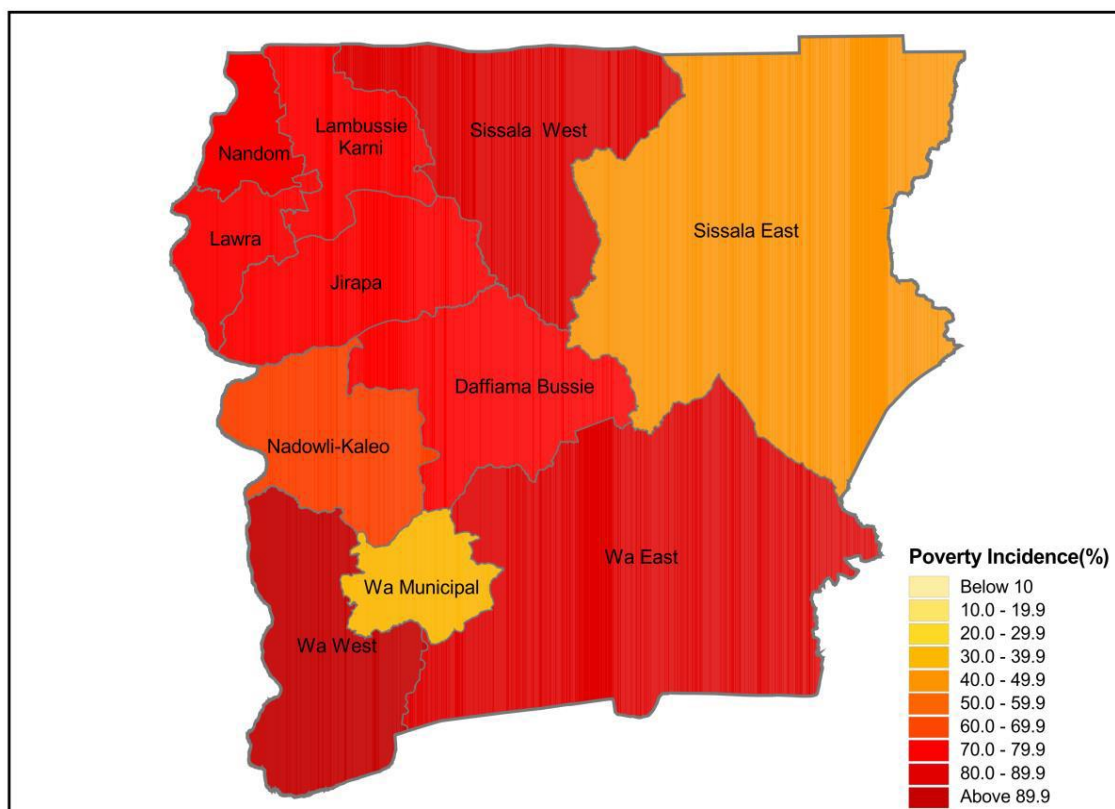 Lambussie
Karni
Sissala West
Nandom
Lawra
Sissala East
Jirapa
Daffiama Bussie
Nadowli-Kaleo
Wa East
Wa Municipal
Wa West
Poverty Incidence(%)
Below 10
10.0 - 19.9
20.0 - 29.9
30.0 - 39.9
40.0 - 49.9
50.0 - 59.9
60.0 - 69.9
70.0 - 79.9
80.0 - 89.9
Above 89.9